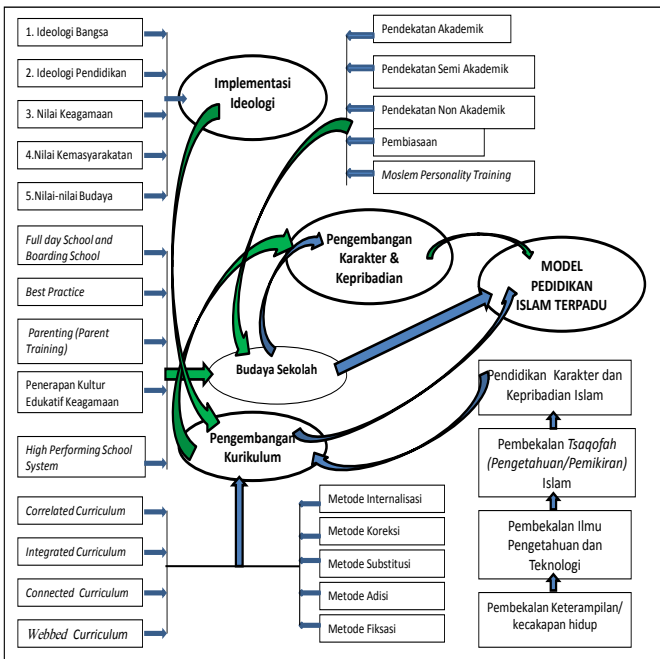 1. Ideologi Bangsa
2. Ideologi Pendidikan
3. Nilai Keagamaan
4.Nilai Kemasyarakatan
5.Nilai-nilai Budaya
Full day School and
Boarding School
Best Practice
Parenting (Parent
Training)
Penerapan Kultur
Edukatif Keagamaan
High Performing School
System
Correlated Curriculum
Integrated Curriculum
Connected Curriculum
Webbed Curriculum
Implementasi
Ideologi
Pendekatan Akademik
Pendekatan Semi Akademik
Pendekatan Non Akademik
Pembiasaan
Moslem Personality Training
Pengembangan
Karakter &
Kepribadian
MODEL
PEDIDIKAN
ISLAM TERPADU
Budaya Sekolah
Pengembangan
Kurikulum
Metode Internalisasi
Metode Koreksi
Metode Substitusi
Metode Adisi
Metode Fiksasi
Pendidikan Karakter dan
Kepribadian Islam
Pembekalan Tsaqofah
(Pengetahuan/Pemikiran)
Islam
Pembekalan Ilmu
Pengetahuan dan
Teknologi
Pembekalan Keterampilan/
kecakapan hidup